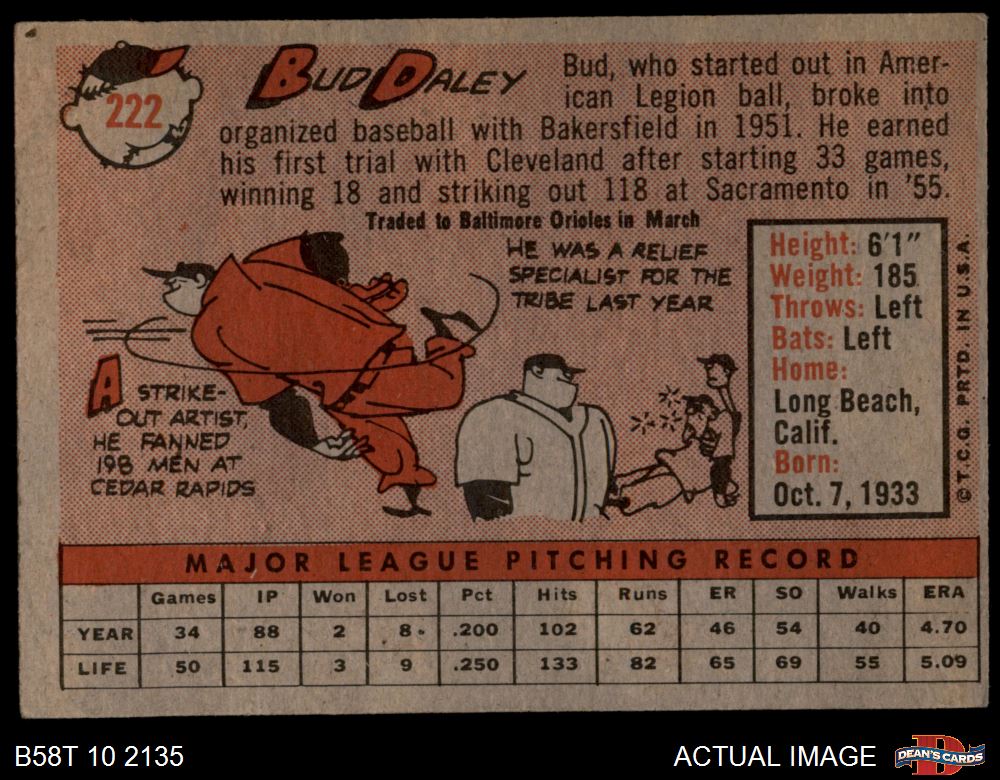 222
BUD DALEY
Bud, who started out in Amer-
ican Legion ball, broke into
organized baseball with Bakersfield in 1951. He earned
his first trial with Cleveland after starting 33 games,
winning 18 and striking out 118 at Sacramento in '55.
Traded to Baltimore Orioles in March
HE WAS A RELIEF
SPECIALIST FOR THE
TRIBE LAST YEAR
A STRIKE-
OUT ARTIST,
HE FANNED
198 MEN AT
CEDAR RAPIDS
Height: 6'1"
Weight: 185
Throws: Left
Bats: Left
Home:
Long Beach,
Calif.
Born:
Oct. 7, 1933
© T.C.G. PRTD. IN U.S.A.
MAJOR LEAGUE PITCHING RECORD
Games IP Won Lost Pct Hits Runs ER SO Walks ERA
YEAR 34 88 2 8 .200 102 62 46 54 40 4.70
LIFE 50 115 3 9 .250 133 82 65 69 55 5.09
B58T 10 2135
ACTUAL IMAGE
DEAN'S CARDS